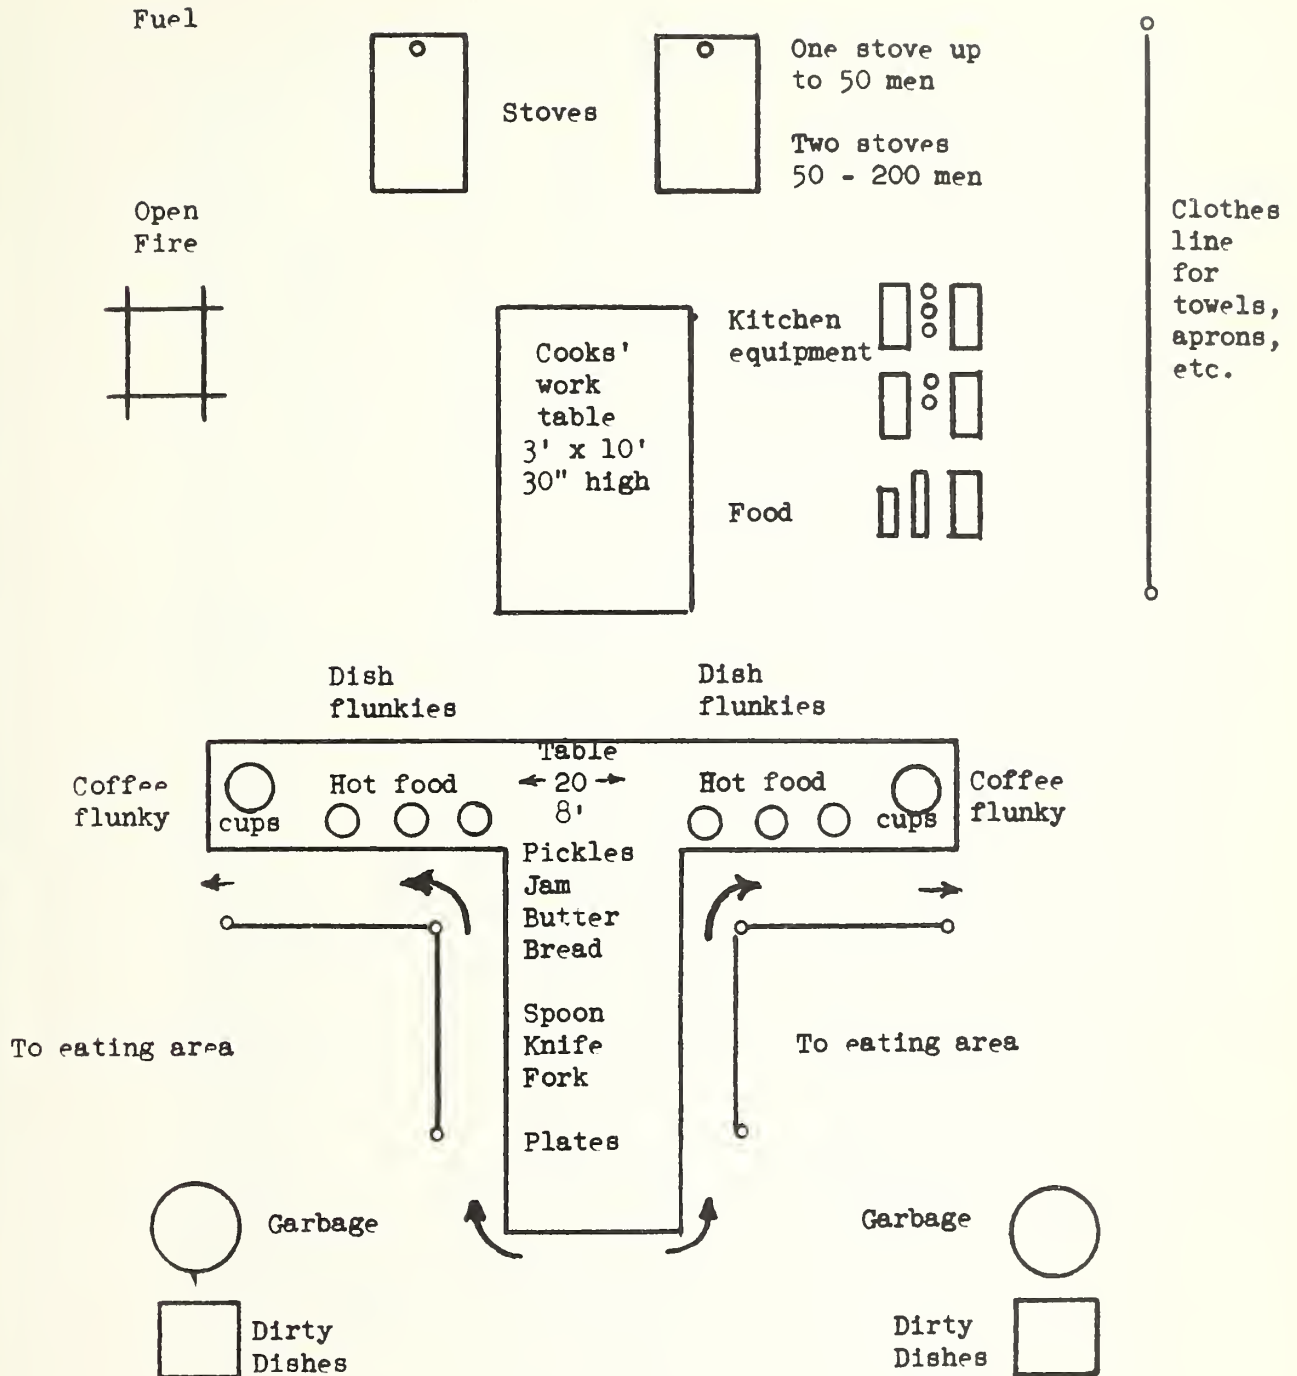 Fuel
Stoves
One stove up
to 50 men
Two stoves
50 - 200 men
Open
Fire
Clothes
line
for
towels,
aprons,
etc.
Cooks'
work
table
3' x 10'
30" high
Kitchen
equipment
Food
Dish
flunkies
Dish
flunkies
Coffee
flunky
cups
Hot food
Table
20
8'
Hot food
cups
Coffee
flunky
Pickles
Jam
Butter
Bread
Spoon
Knife
Fork
Plates
To eating area
To eating area
Garbage
Garbage
Dirty
Dishes
Dirty
Dishes